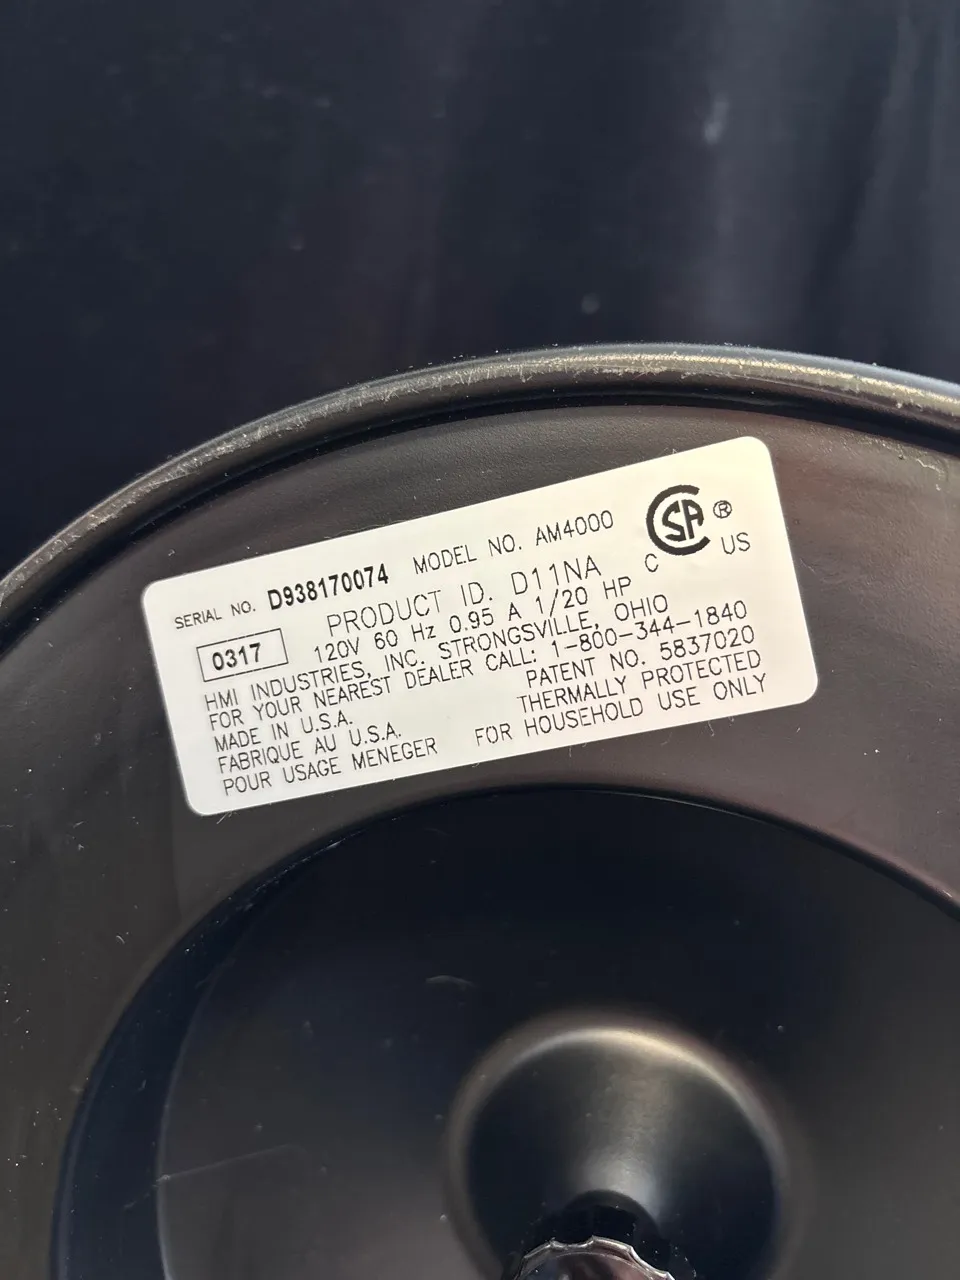 SERIAL NO. D938170074 MODEL NO. AM4000 CSA ®
C US
PRODUCT ID. D11NA
0317 120V 60 Hz 0.95 A 1/20 HP
HMI INDUSTRIES, INC. STRONGSVILLE, OHIO
FOR YOUR NEAREST DEALER CALL: 1-800-344-1840
MADE IN U.S.A. PATENT NO. 5837020
FABRIQUE AU U.S.A. THERMALLY PROTECTED
POUR USAGE MENEGER FOR HOUSEHOLD USE ONLY